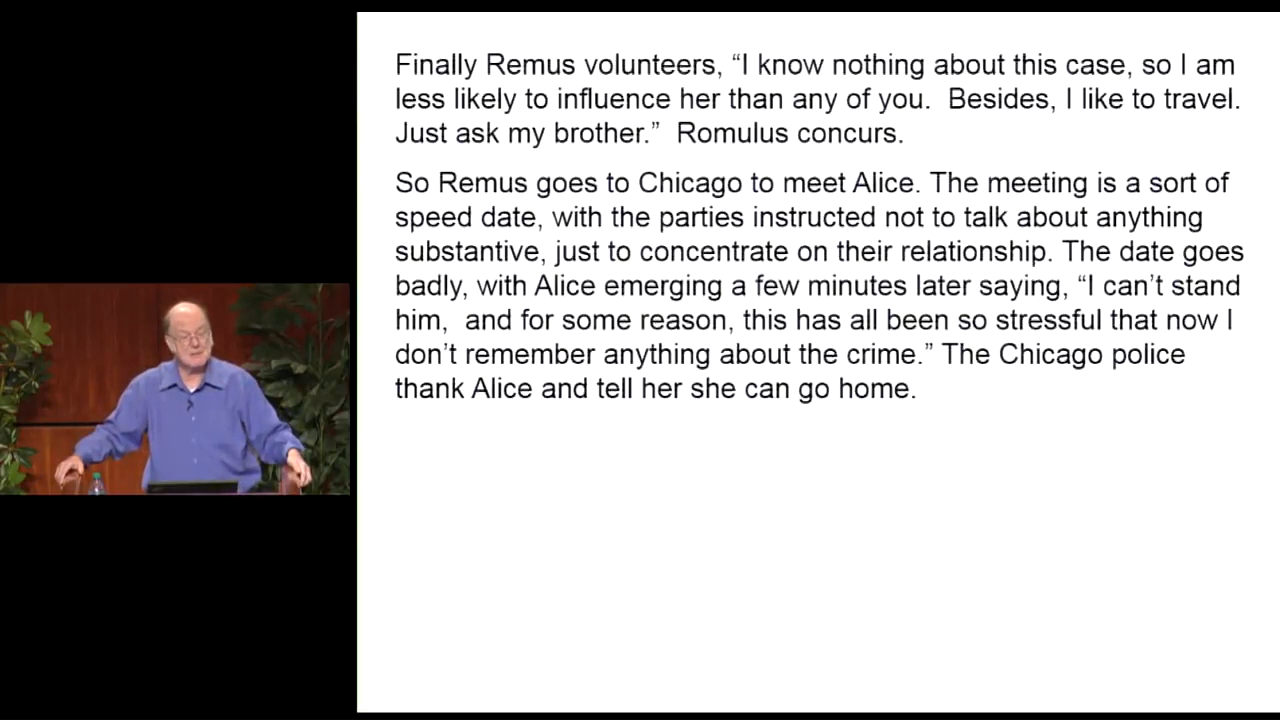 Finally Remus volunteers, “I know nothing about this case, so I am
less likely to influence her than any of you.  Besides, I like to travel.
Just ask my brother.”  Romulus concurs.
So Remus goes to Chicago to meet Alice. The meeting is a sort of
speed date, with the parties instructed not to talk about anything
substantive, just to concentrate on their relationship. The date goes
badly, with Alice emerging a few minutes later saying, “I can’t stand
him,  and for some reason, this has all been so stressful that now I
don’t remember anything about the crime.” The Chicago police
thank Alice and tell her she can go home.